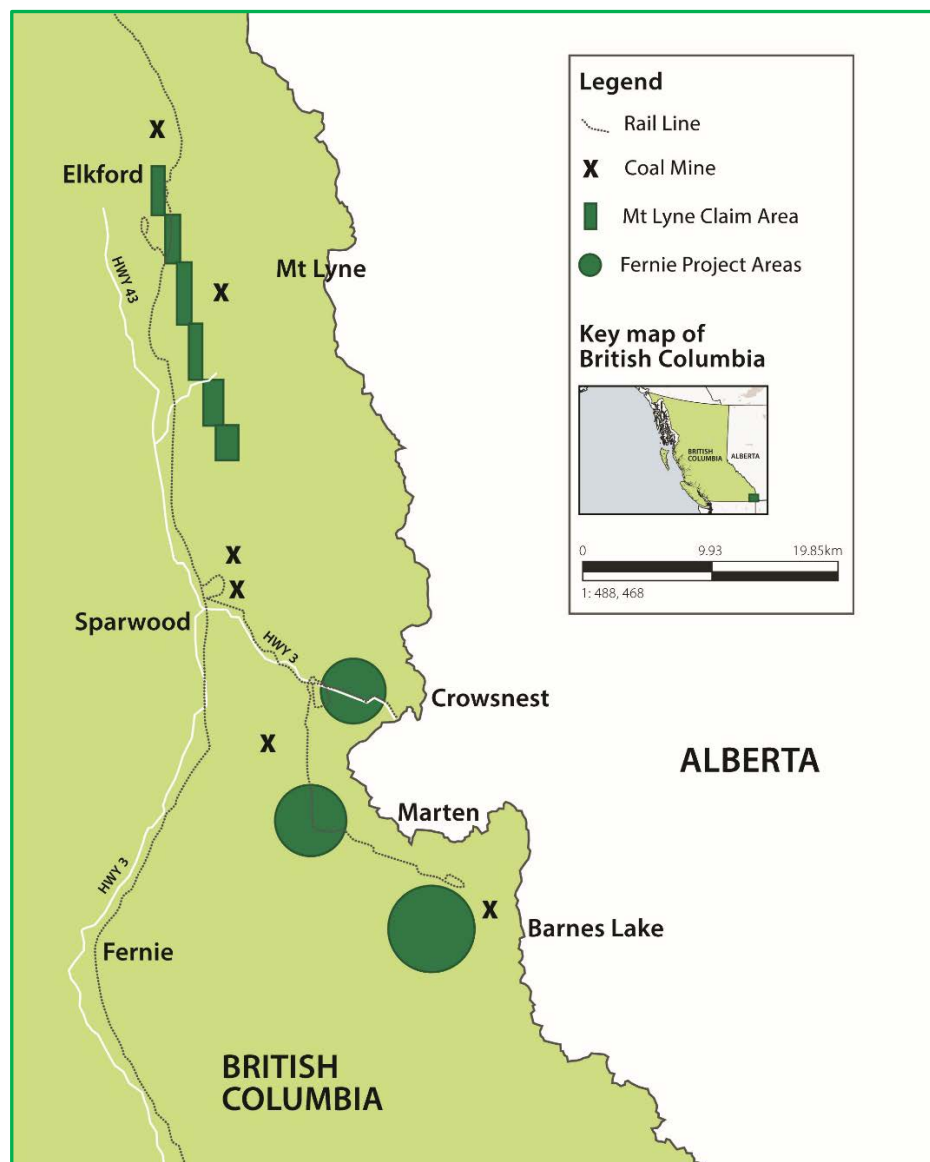 Legend
Rail Line
X
Coal Mine
Mt Lyne Claim Area
Fernie Project Areas
Key map of
British Columbia
BRITISH
COLUMBIA
ALBERTA
0
9.93
19.85km
1: 488, 468
X
Elkford
HWY 43
Mt Lyne
X
X
X
Sparwood
HWY 3
Crowsnest
X
ALBERTA
Marten
HWY 3
X
Barnes Lake
Fernie
BRITISH
COLUMBIA